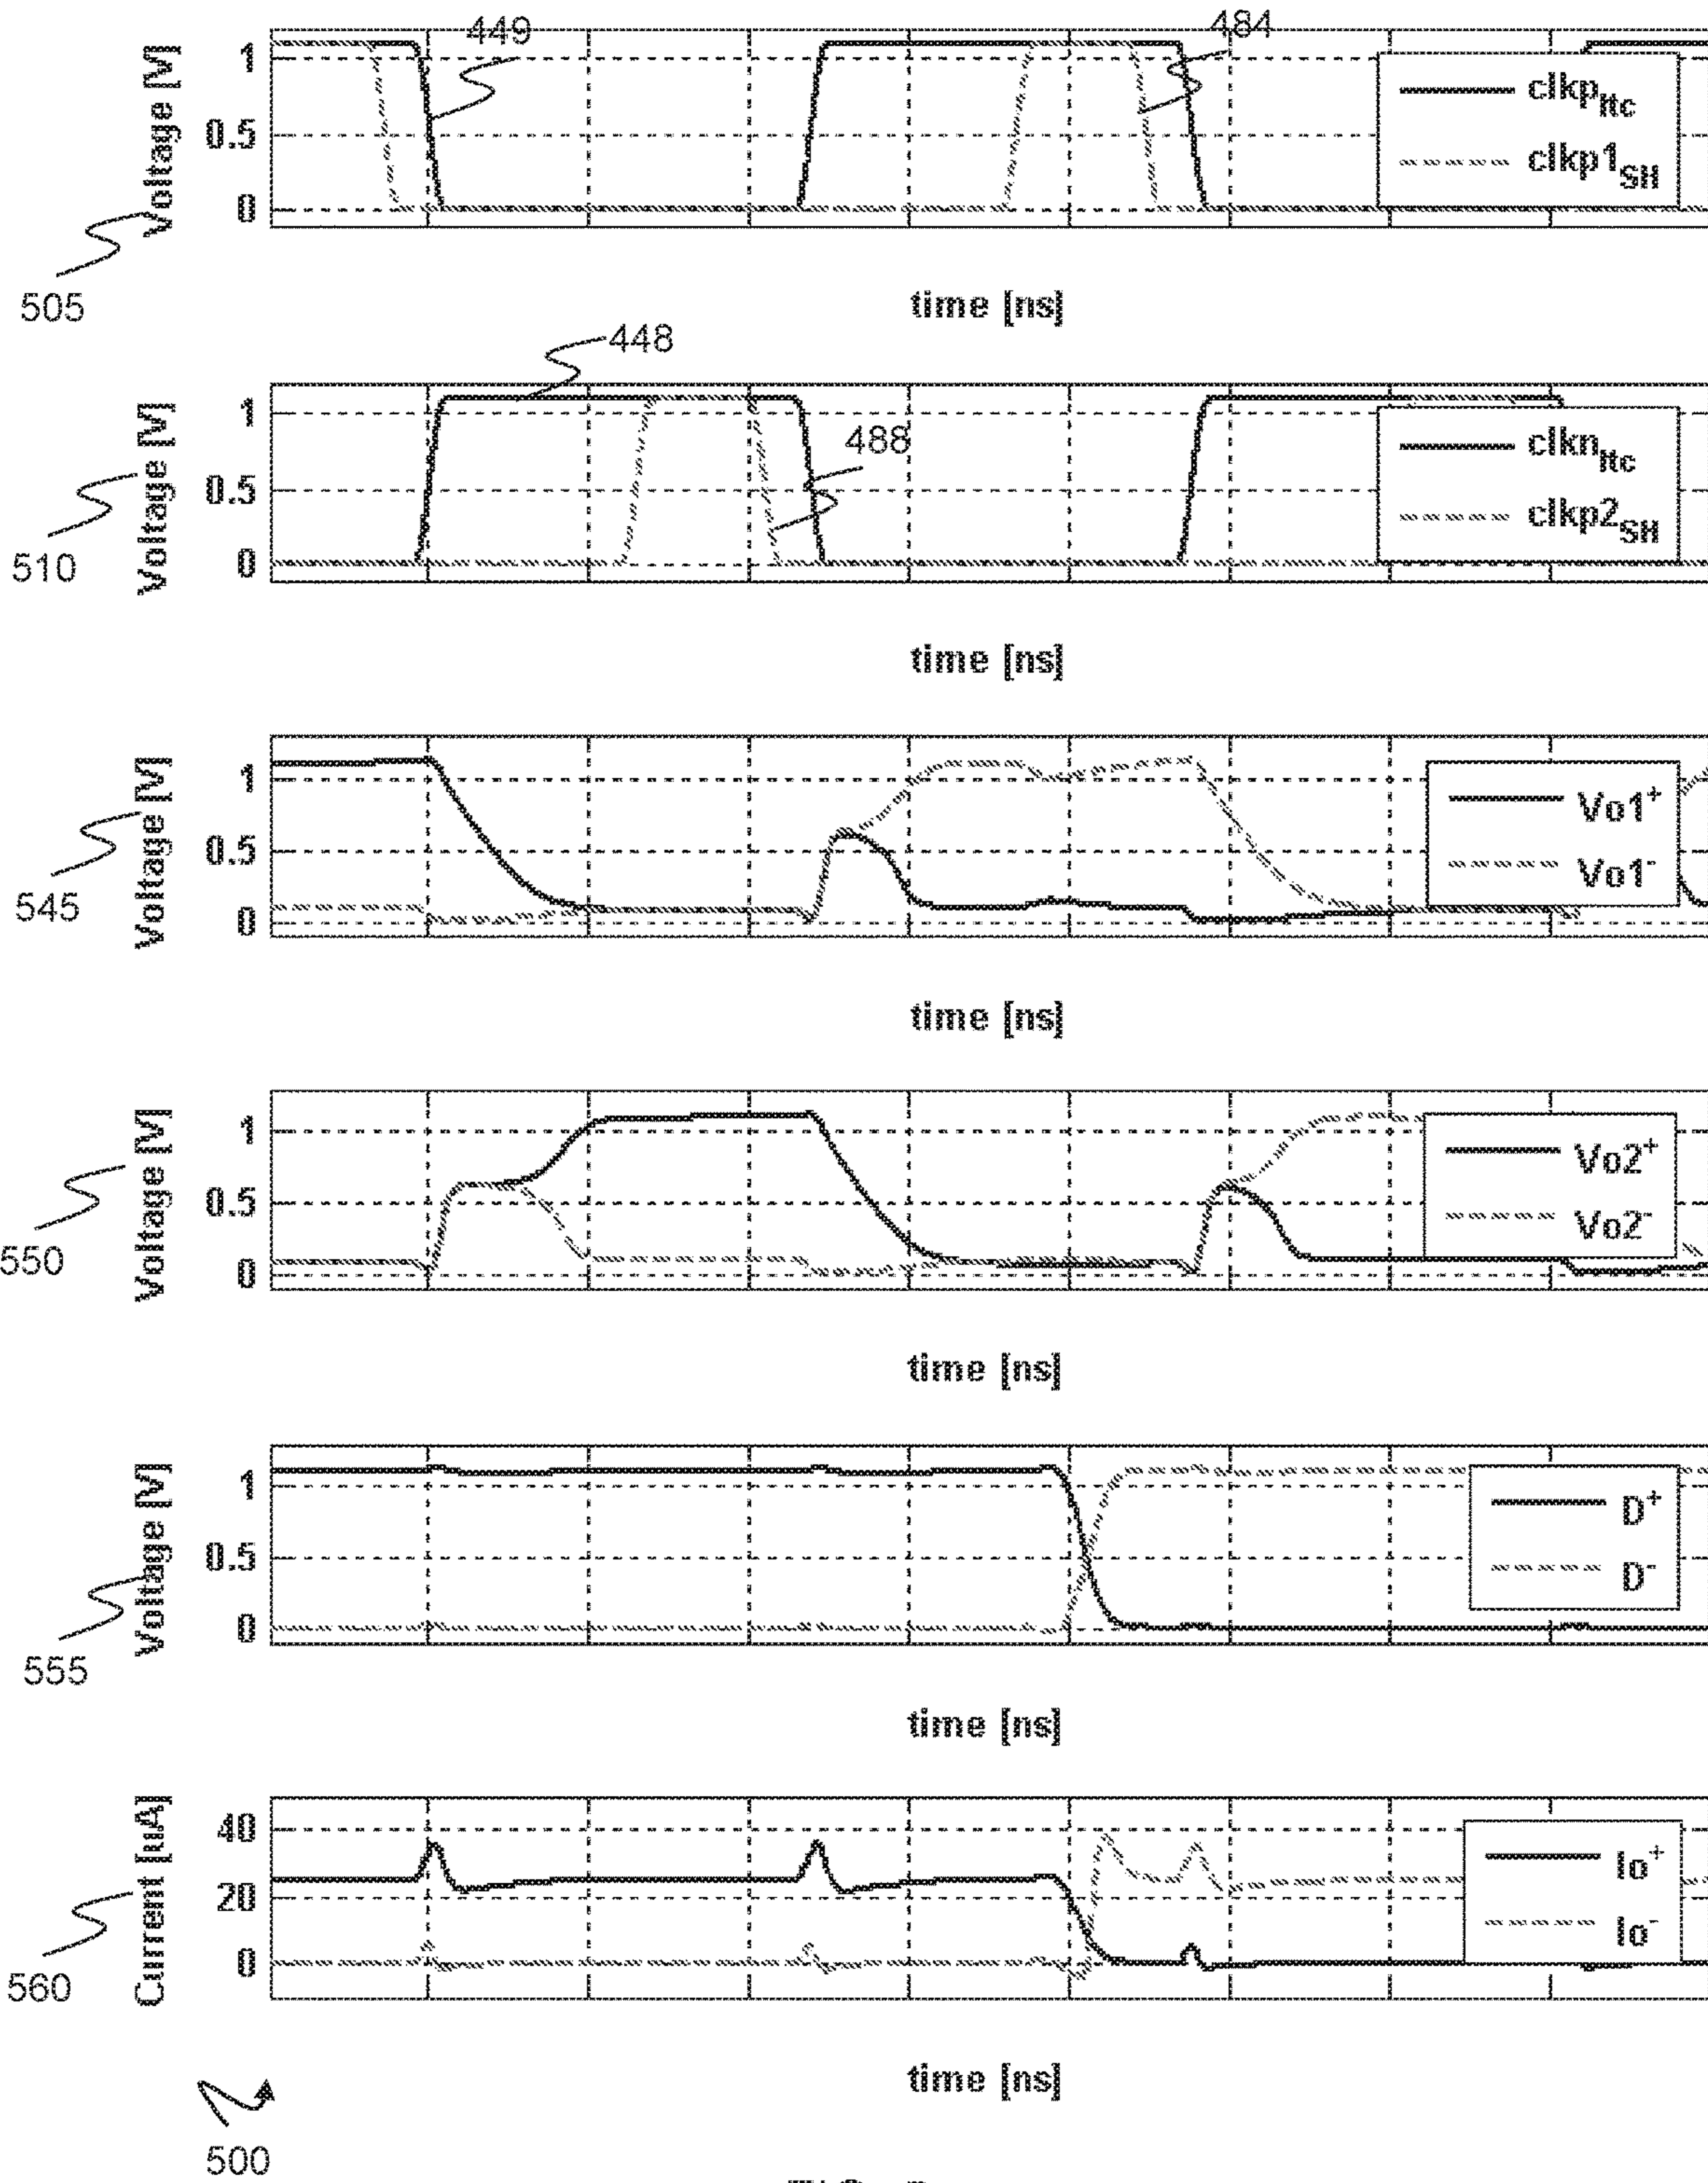 449
484
Voltage [V]
1
0.5
0
clkp_ltc
clkp1_SH
505
time [ns]
448
Voltage [V]
1
0.5
0
488
clkn_ltc
clkp2_SH
510
time [ns]
Voltage [V]
1
0.5
0
Vo1+
Vo1-
545
time [ns]
Voltage [V]
1
0.5
0
Vo2+
Vo2-
550
time [ns]
Voltage [V]
1
0.5
0
D+
D-
555
time [ns]
Current [uA]
40
20
0
Io+
Io-
560
time [ns]
500